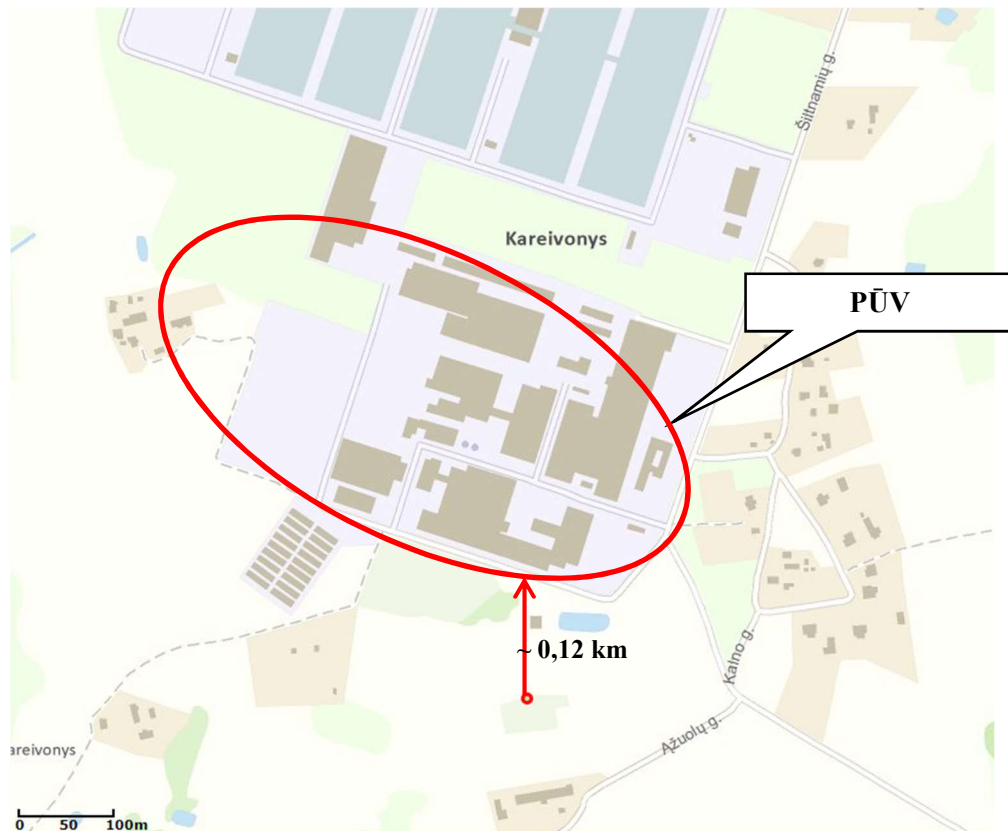 Šiltnamių g.
Kareivonys
PŪV
~ 0,12 km
Kalno g.
Ąžuolų g.
areivonys
0 50 100m